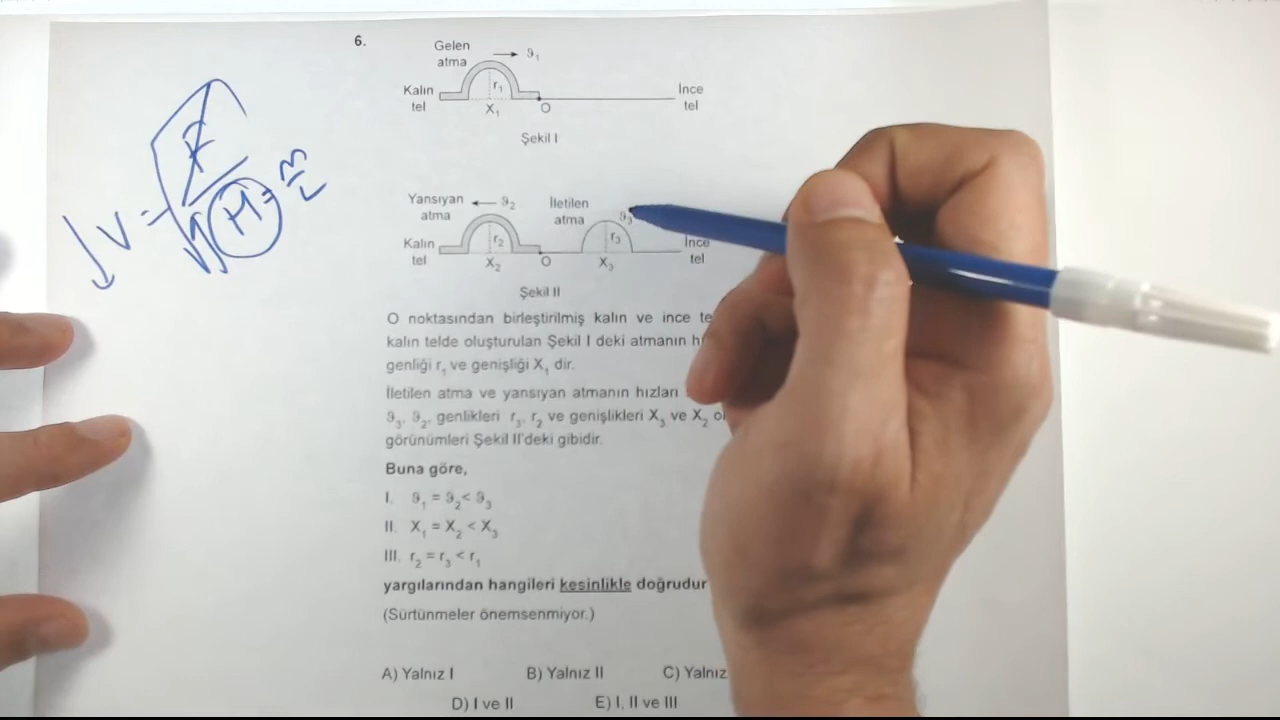 6.
Gelen atma → ϑ₁
Kalın tel
r₁
İnce tel
X₁
O
Şekil I
Yansıyan atma ← ϑ₂
İletilen atma ϑ₃
Kalın tel
r₂
r₃
İnce tel
X₂
O
X₃
Şekil II
↓ V = √F/μ = m/L
O noktasından birleştirilmiş kalın ve ince
kalın telde oluşturulan Şekil I deki atmanın
genliği r₁ ve genişliği X₁ dir.
İletilen atma ve yansıyan atmanın hızları
ϑ₃, ϑ₂, genlikleri r₃, r₂ ve genişlikleri X₃ ve X₂
görünümleri Şekil II'deki gibidir.
Buna göre,
I. ϑ₁ = ϑ₂ < ϑ₃
II. X₁ = X₂ < X₃
III. r₂ = r₃ < r₁
yargılarından hangileri kesinlikle doğrudur
(Sürtünmeler önemsenmiyor.)
A) Yalnız I B) Yalnız II C) Yalnız
D) I ve II E) I, II ve III